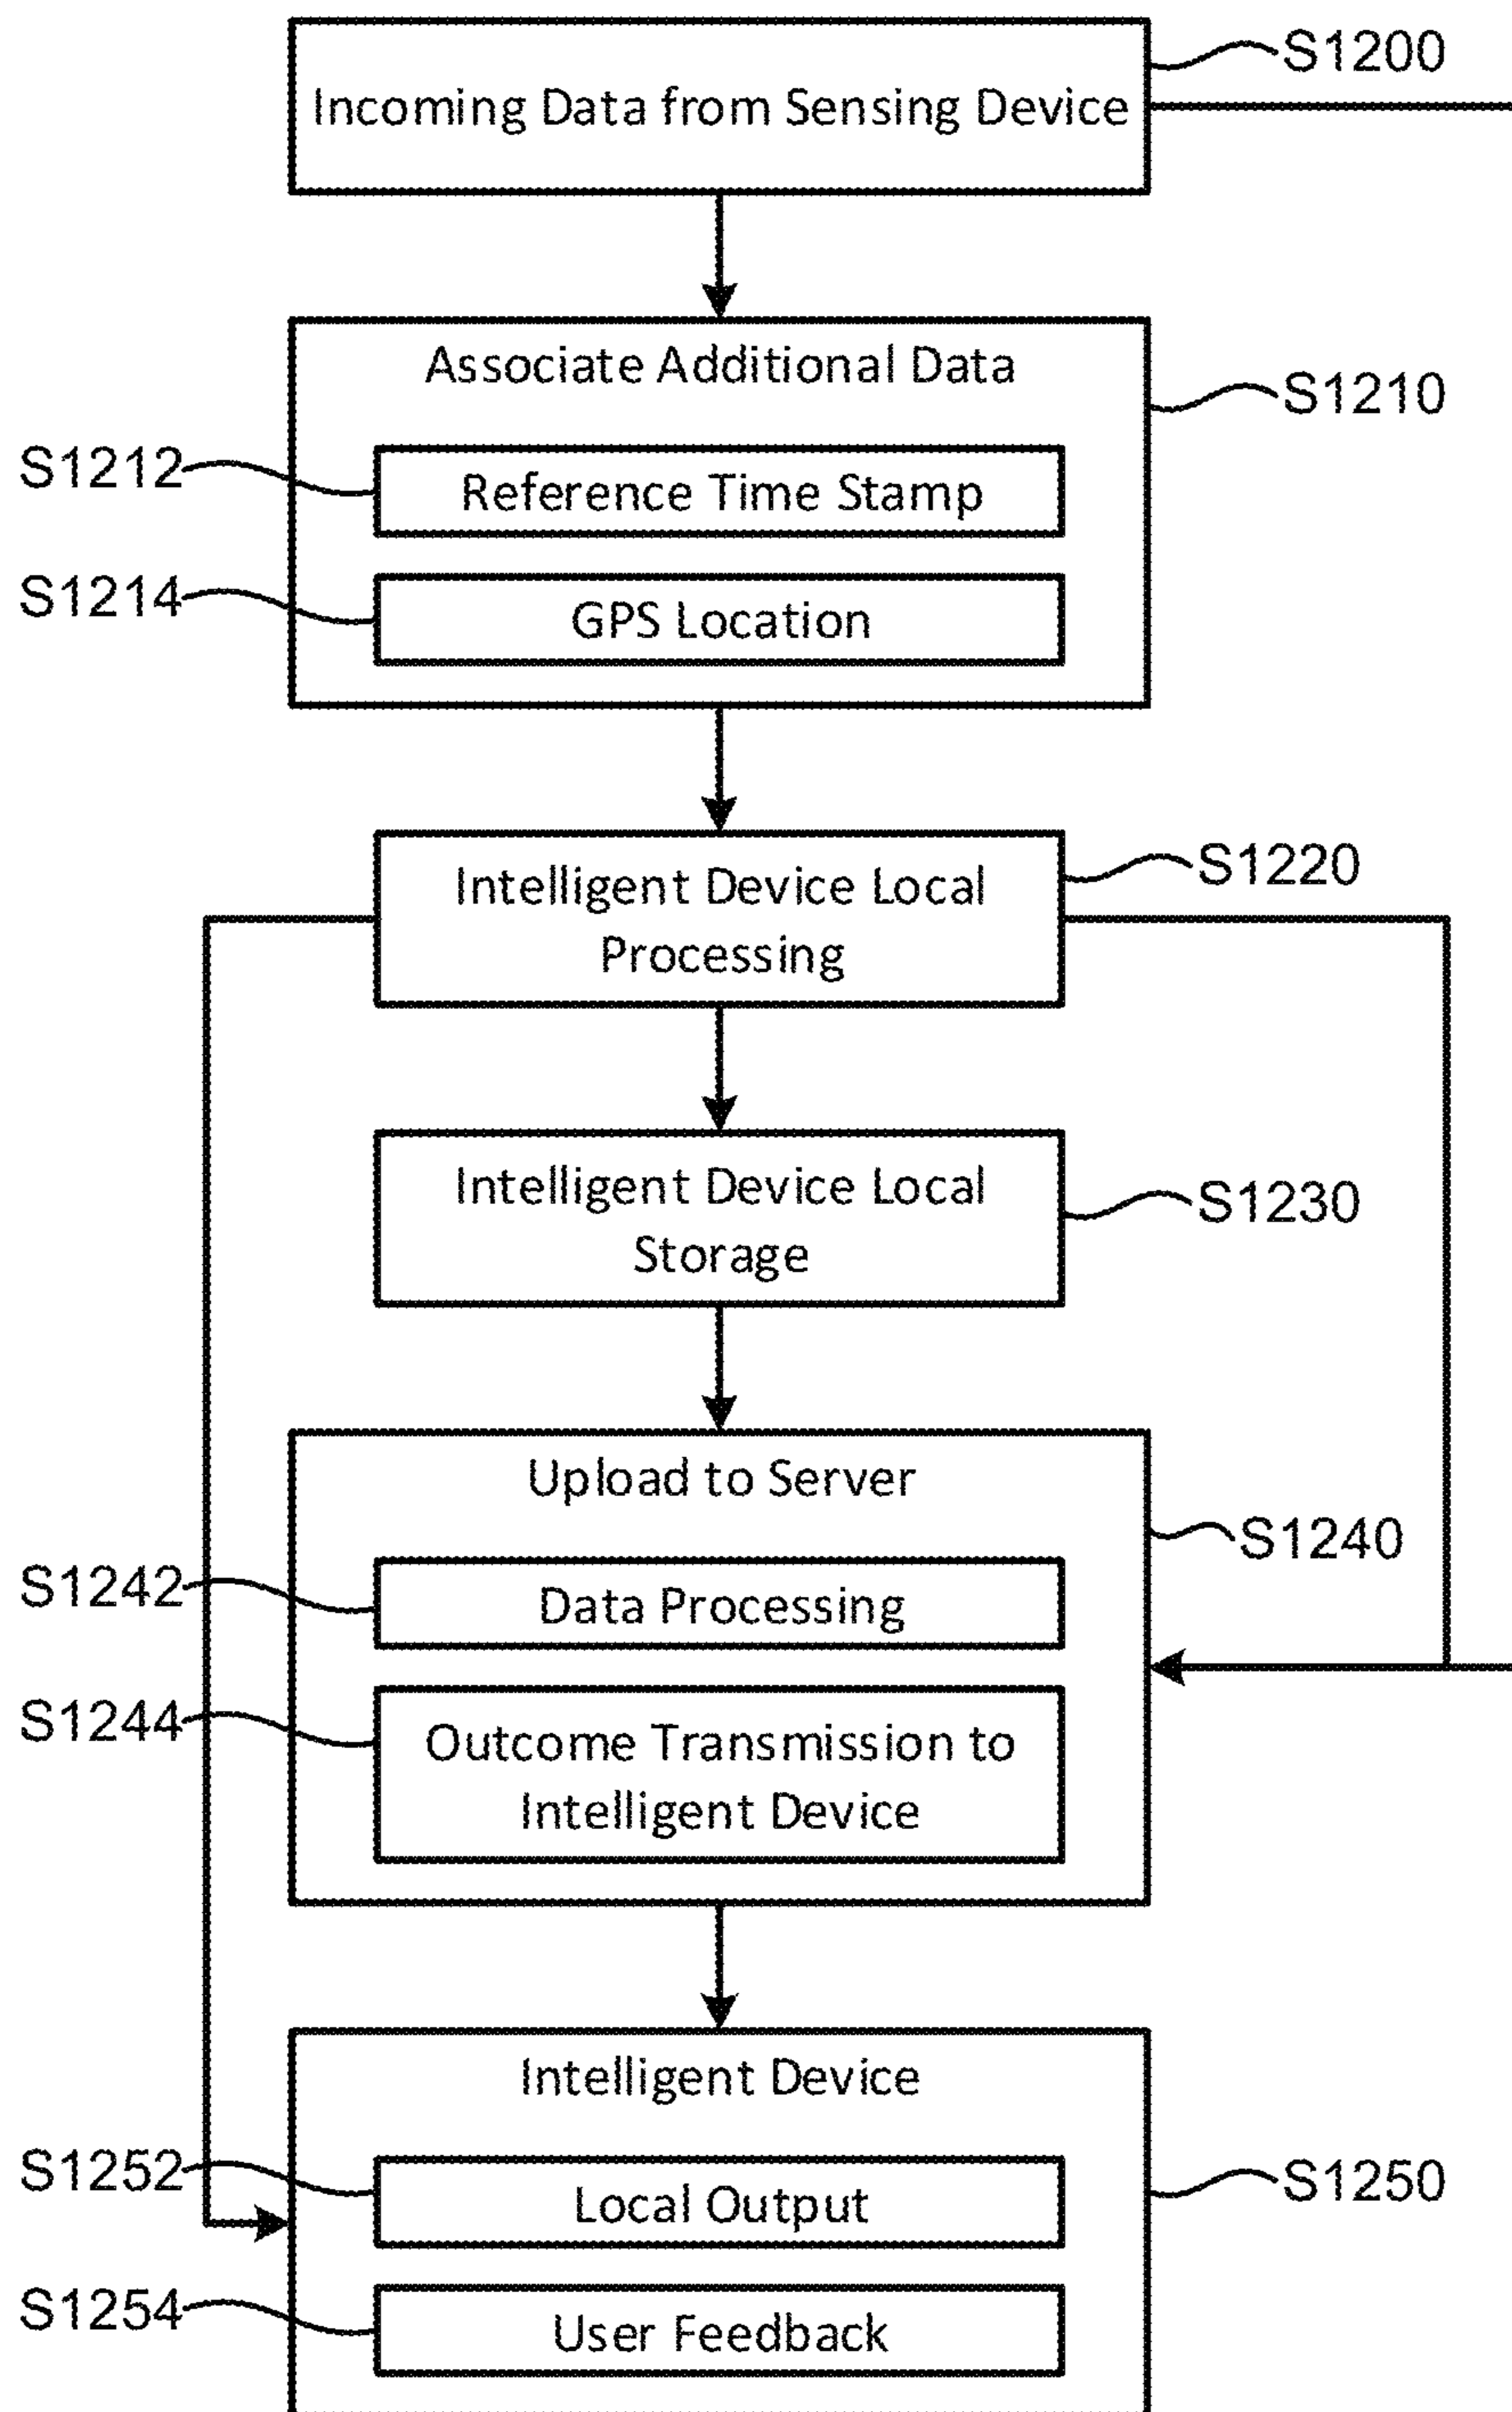 Incoming Data from Sensing Device
S1200
Associate Additional Data
S1210
S1212
Reference Time Stamp
S1214
GPS Location
Intelligent Device Local
Processing
S1220
Intelligent Device Local
Storage
S1230
Upload to Server
S1240
S1242
Data Processing
S1244
Outcome Transmission to
Intelligent Device
Intelligent Device
S1250
S1252
Local Output
S1254
User Feedback